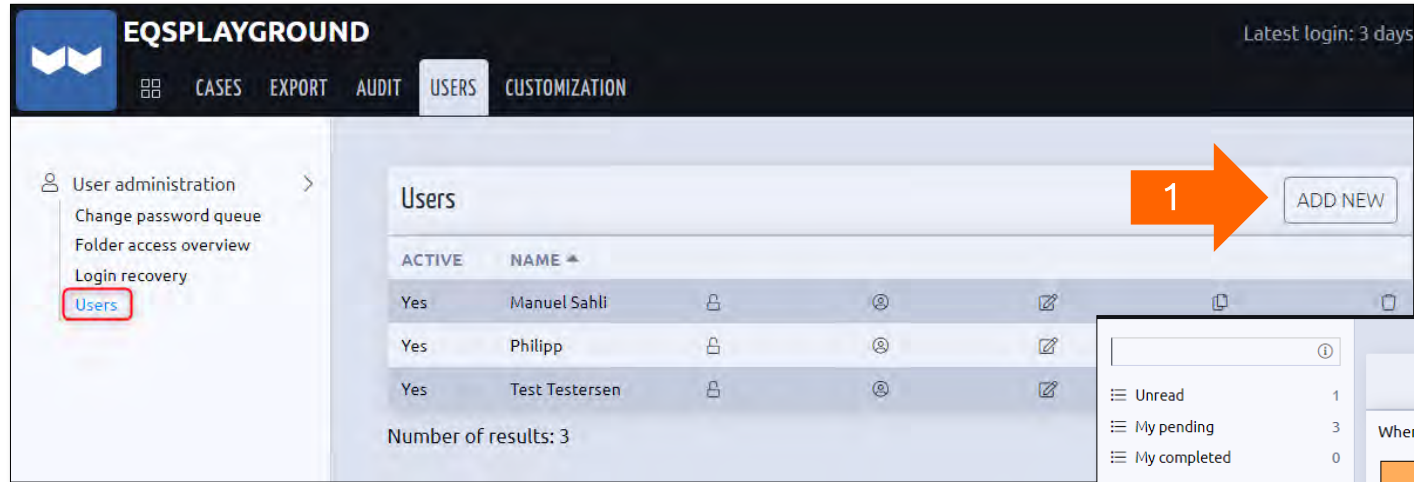 EQSPLAYGROUND
Latest login: 3 days
CASES EXPORT AUDIT USERS CUSTOMIZATION
User administration
Change password queue
Folder access overview
Login recovery
Users
Users
1
ADD NEW
ACTIVE NAME
Yes Manuel Sahli
Yes Philipp
Yes Test Testersen
Number of results: 3
Unread 1
My pending 3
My completed 0